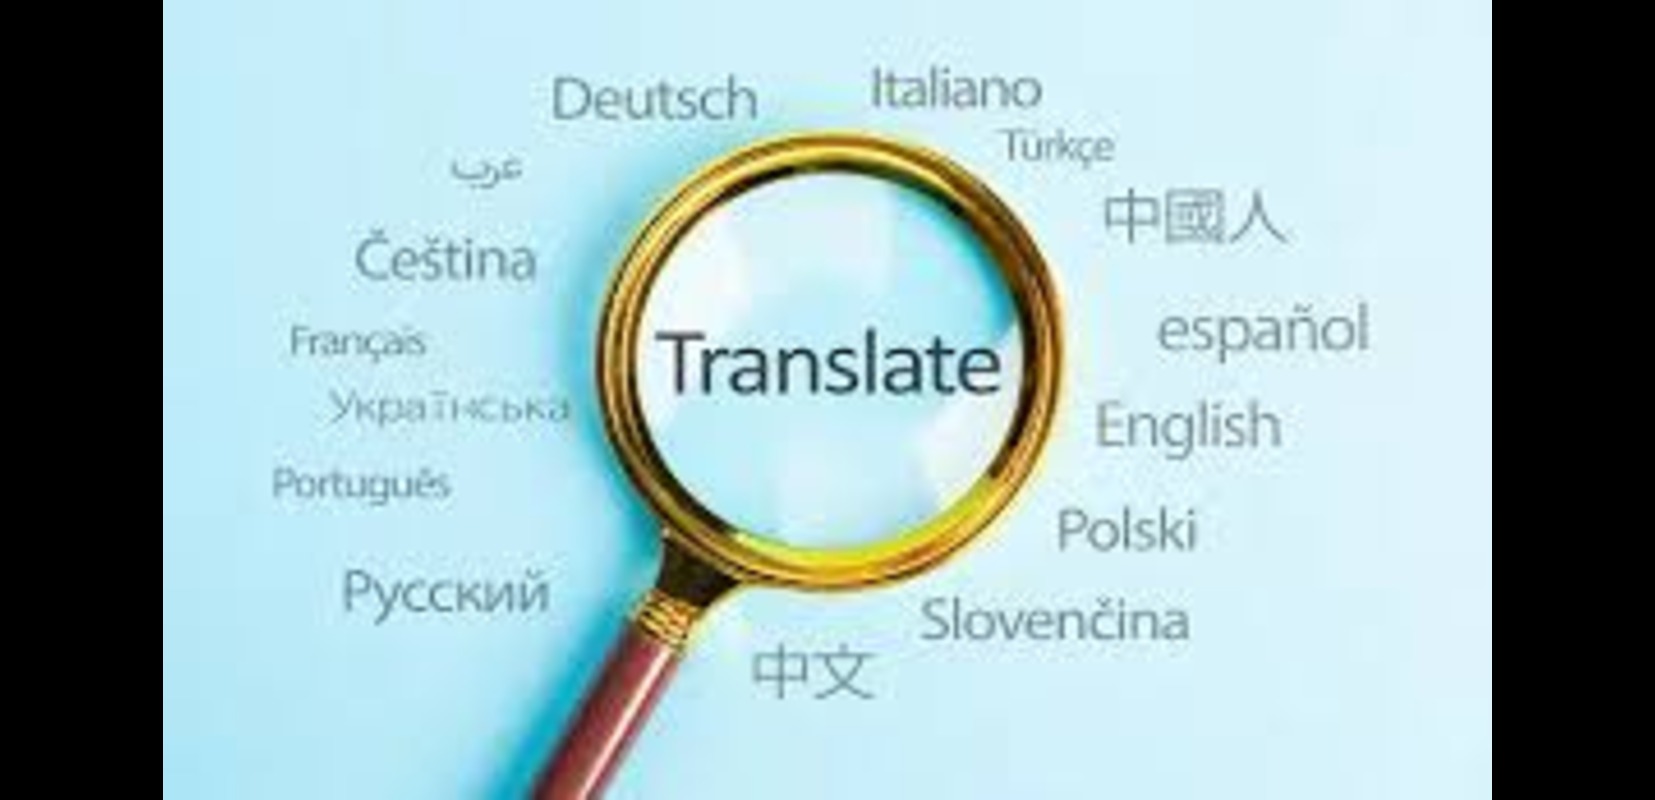 Deutsch
Italiano
Türkçe
عرب
中國人
Čeština
español
Français
Translate
Українська
English
Português
Polski
Русский
Slovenčina
中文